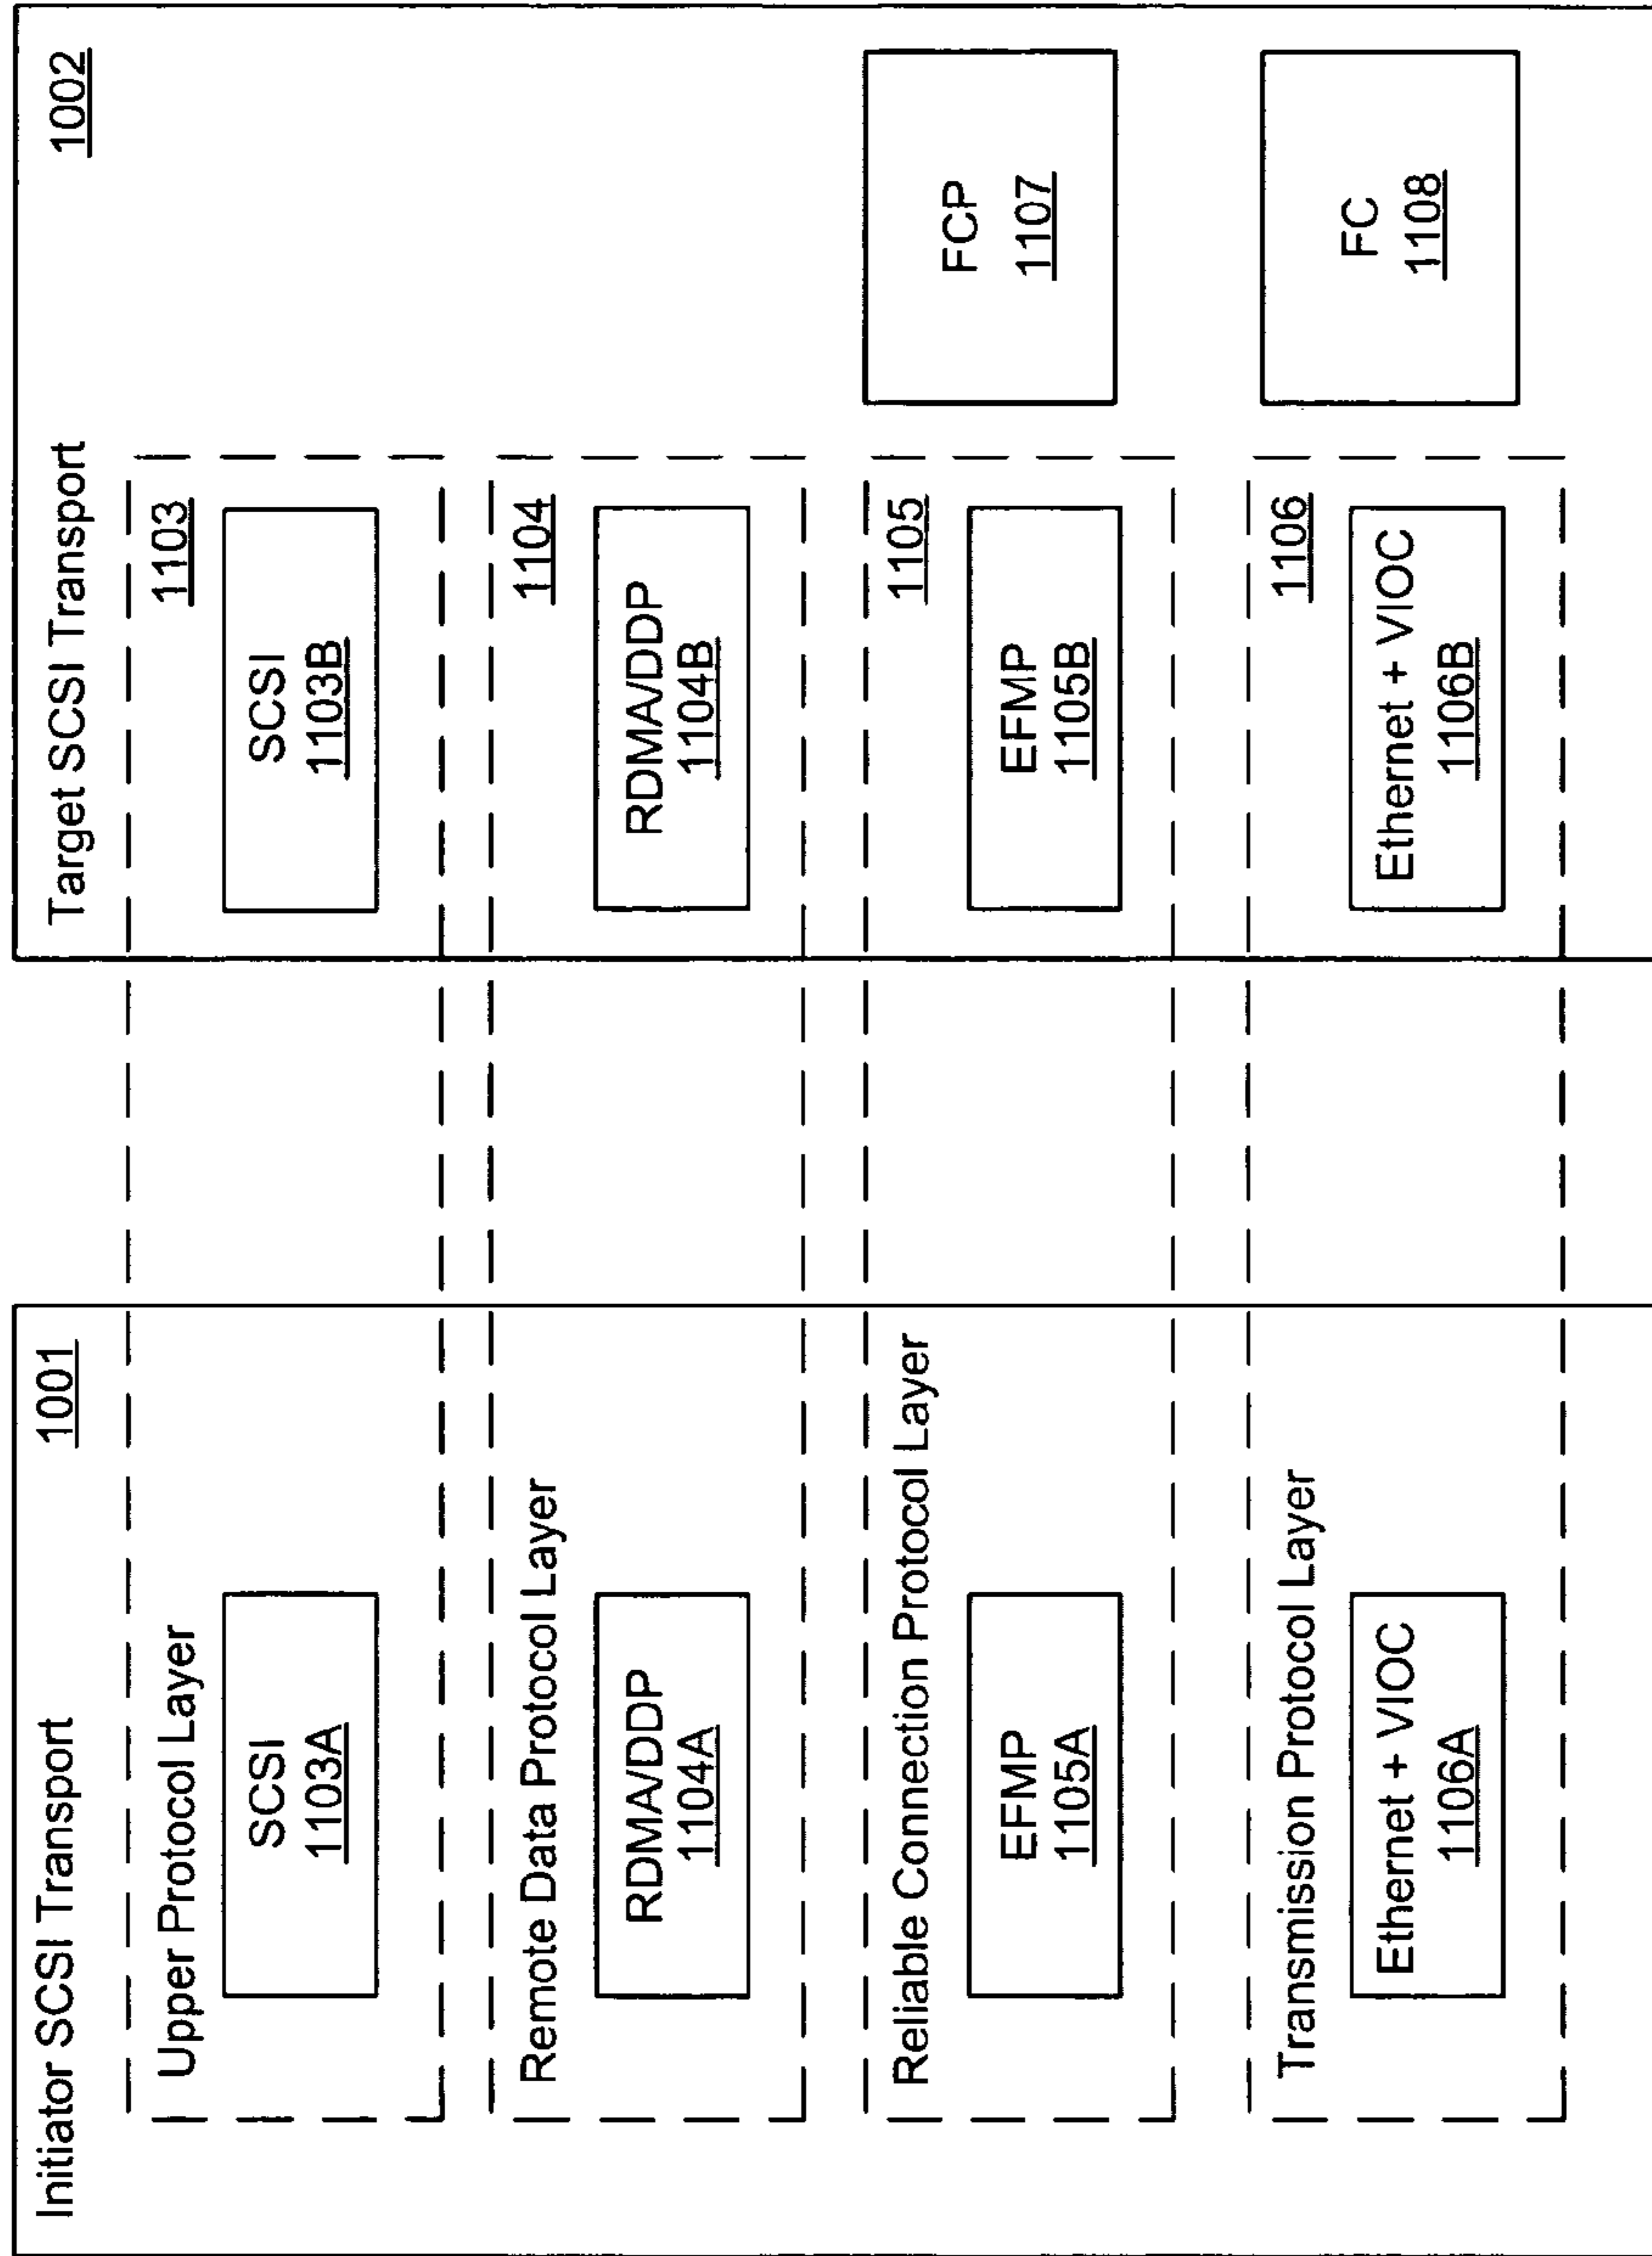 Initiator SCSI Transport
1001
Upper Protocol Layer
SCSI
1103A
Remote Data Protocol Layer
RDMA/DDP
1104A
Reliable Connection Protocol Layer
EFMP
1105A
Transmission Protocol Layer
Ethernet + VIOC
1106A
Target SCSI Transport
1002
1103
SCSI
1103B
1104
RDMA/DDP
1104B
1105
EFMP
1105B
1106
Ethernet + VIOC
1106B
FCP
1107
FC
1108